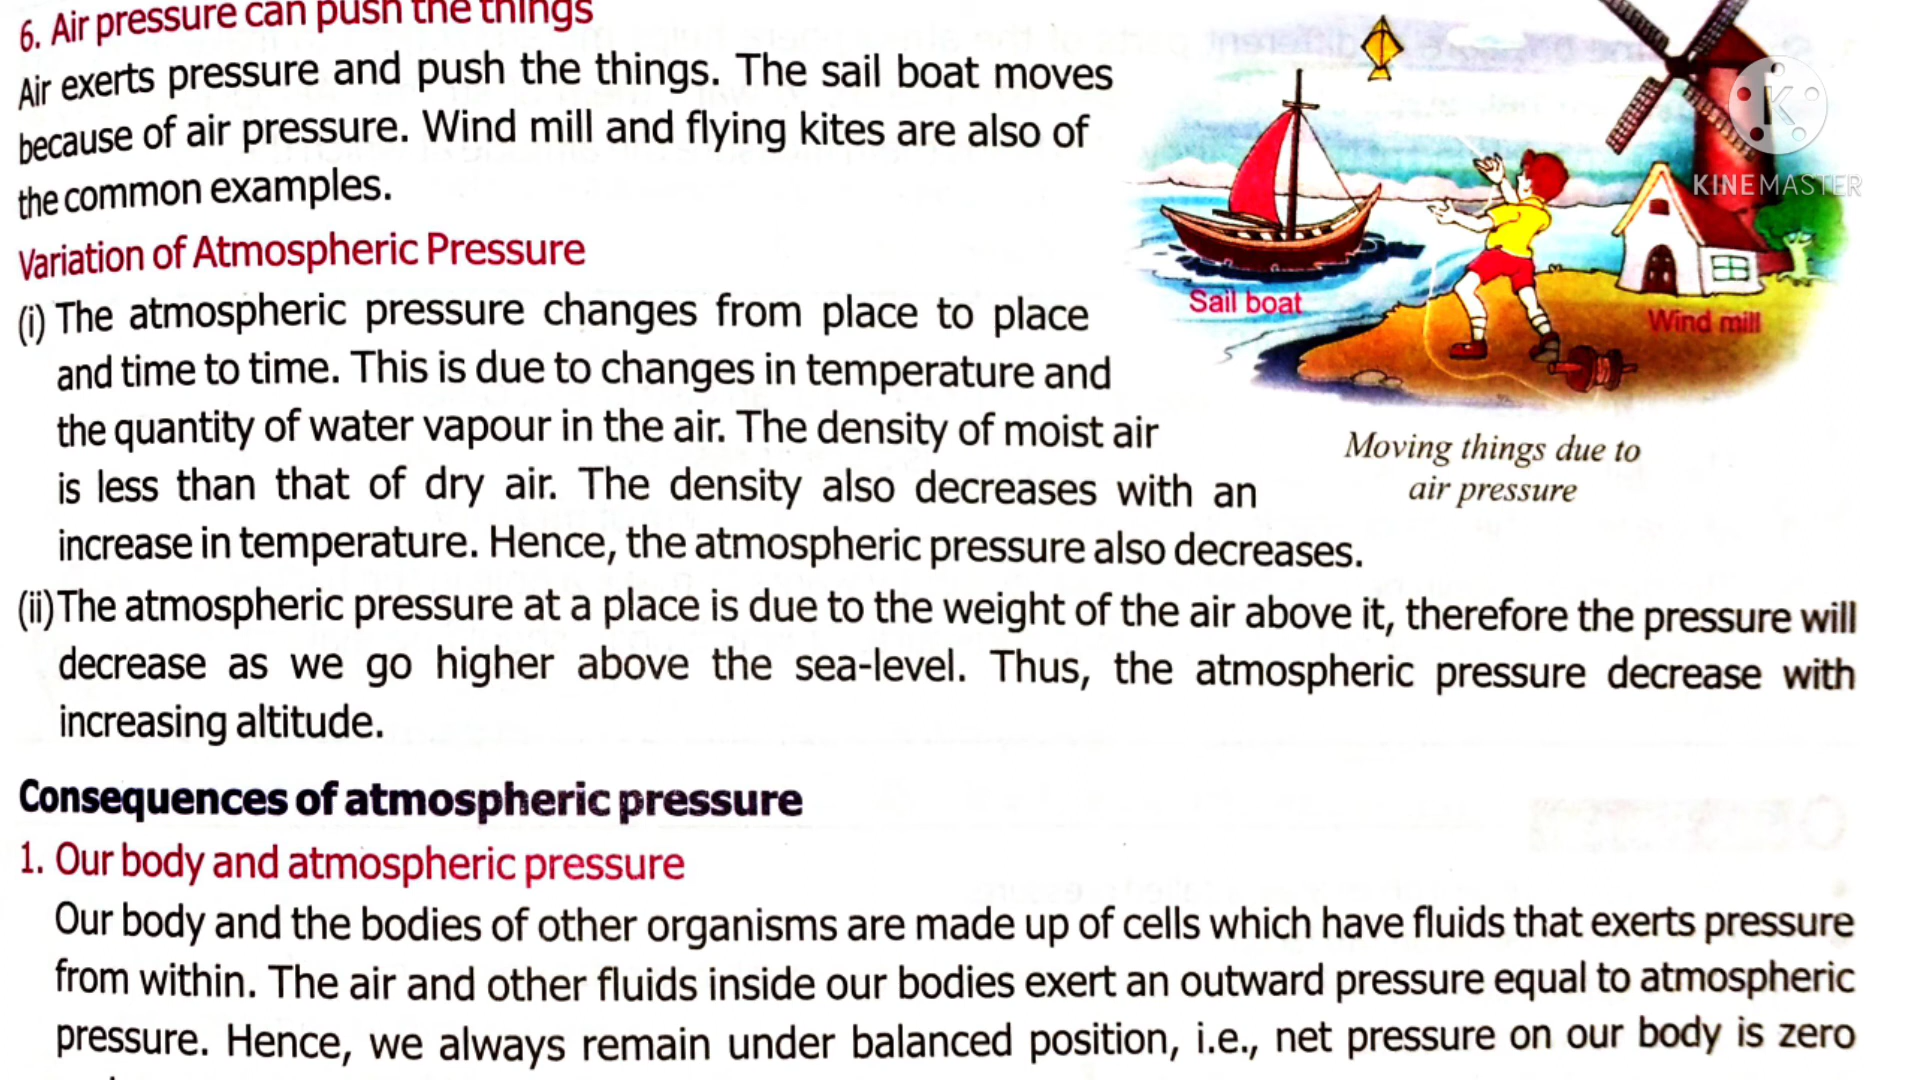 6. Air pressure can push the things
Air exerts pressure and push the things. The sail boat moves
because of air pressure. Wind mill and flying kites are also of
the common examples.
Variation of Atmospheric Pressure
(i) The atmospheric pressure changes from place to place
and time to time. This is due to changes in temperature and
the quantity of water vapour in the air. The density of moist air
is less than that of dry air. The density also decreases with an
increase in temperature. Hence, the atmospheric pressure also decreases.
(ii) The atmospheric pressure at a place is due to the weight of the air above it, therefore the pressure will
decrease as we go higher above the sea-level. Thus, the atmospheric pressure decrease with
increasing altitude.
Sail boat
Wind mill
Moving things due to
air pressure
K
KINEMASTER
Consequences of atmospheric pressure
1. Our body and atmospheric pressure
Our body and the bodies of other organisms are made up of cells which have fluids that exerts pressure
from within. The air and other fluids inside our bodies exert an outward pressure equal to atmospheric
pressure. Hence, we always remain under balanced position, i.e., net pressure on our body is zero